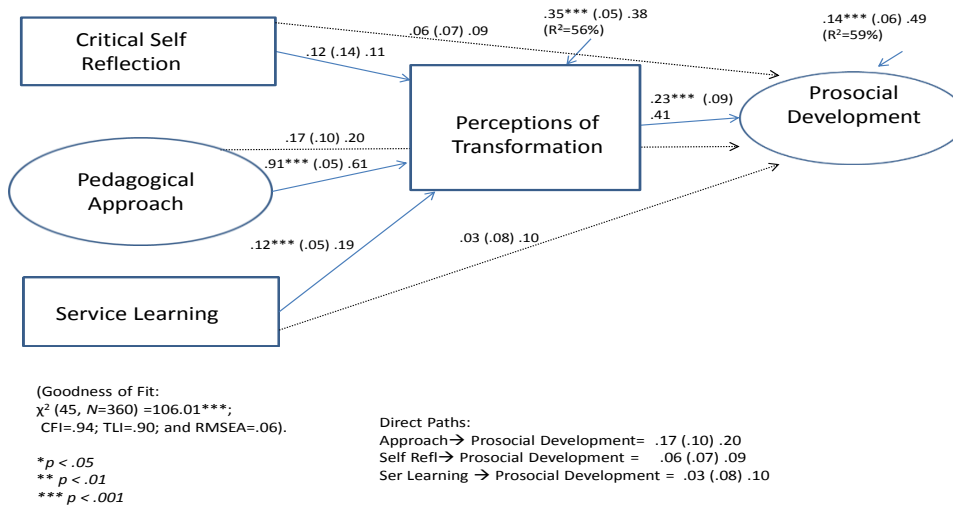 Critical Self
Reflection
.06 (.07) .09
.12 (.14) .11
.35*** (.05) .38
(R²=56%)
.14*** (.06) .49
(R²=59%)
Perceptions of
Transformation
.23*** (.09)
.41
Prosocial
Development
.17 (.10) .20
.91*** (.05) .61
Pedagogical
Approach
.12*** (.05) .19
.03 (.08) .10
Service Learning
(Goodness of Fit:
χ² (45, N=360) =106.01***;
CFI=.94; TLI=.90; and RMSEA=.06).
*p < .05
** p < .01
*** p < .001
Direct Paths:
Approach→ Prosocial Development= .17 (.10) .20
Self Refl→ Prosocial Development = .06 (.07) .09
Ser Learning → Prosocial Development = .03 (.08) .10